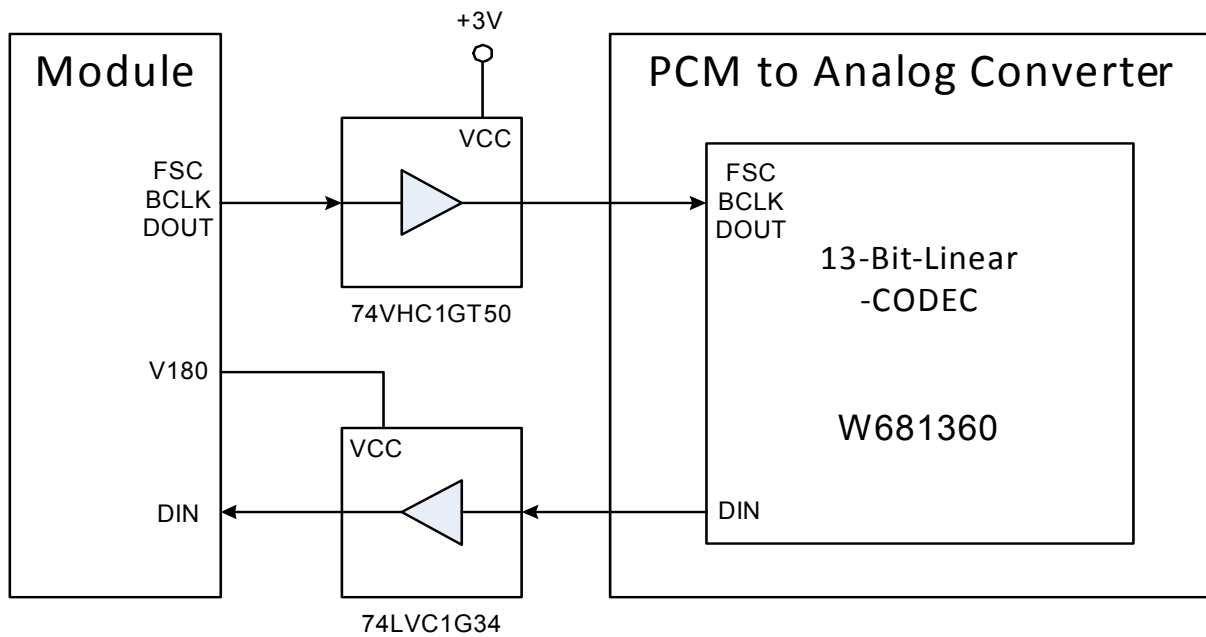 +3V
Module
PCM to Analog Converter
VCC
FSC
BCLK
DOUT
FSC
BCLK
DOUT
13-Bit-Linear
-CODEC
74VHC1GT50
V180
VCC
W681360
DIN
DIN
74LVC1G34